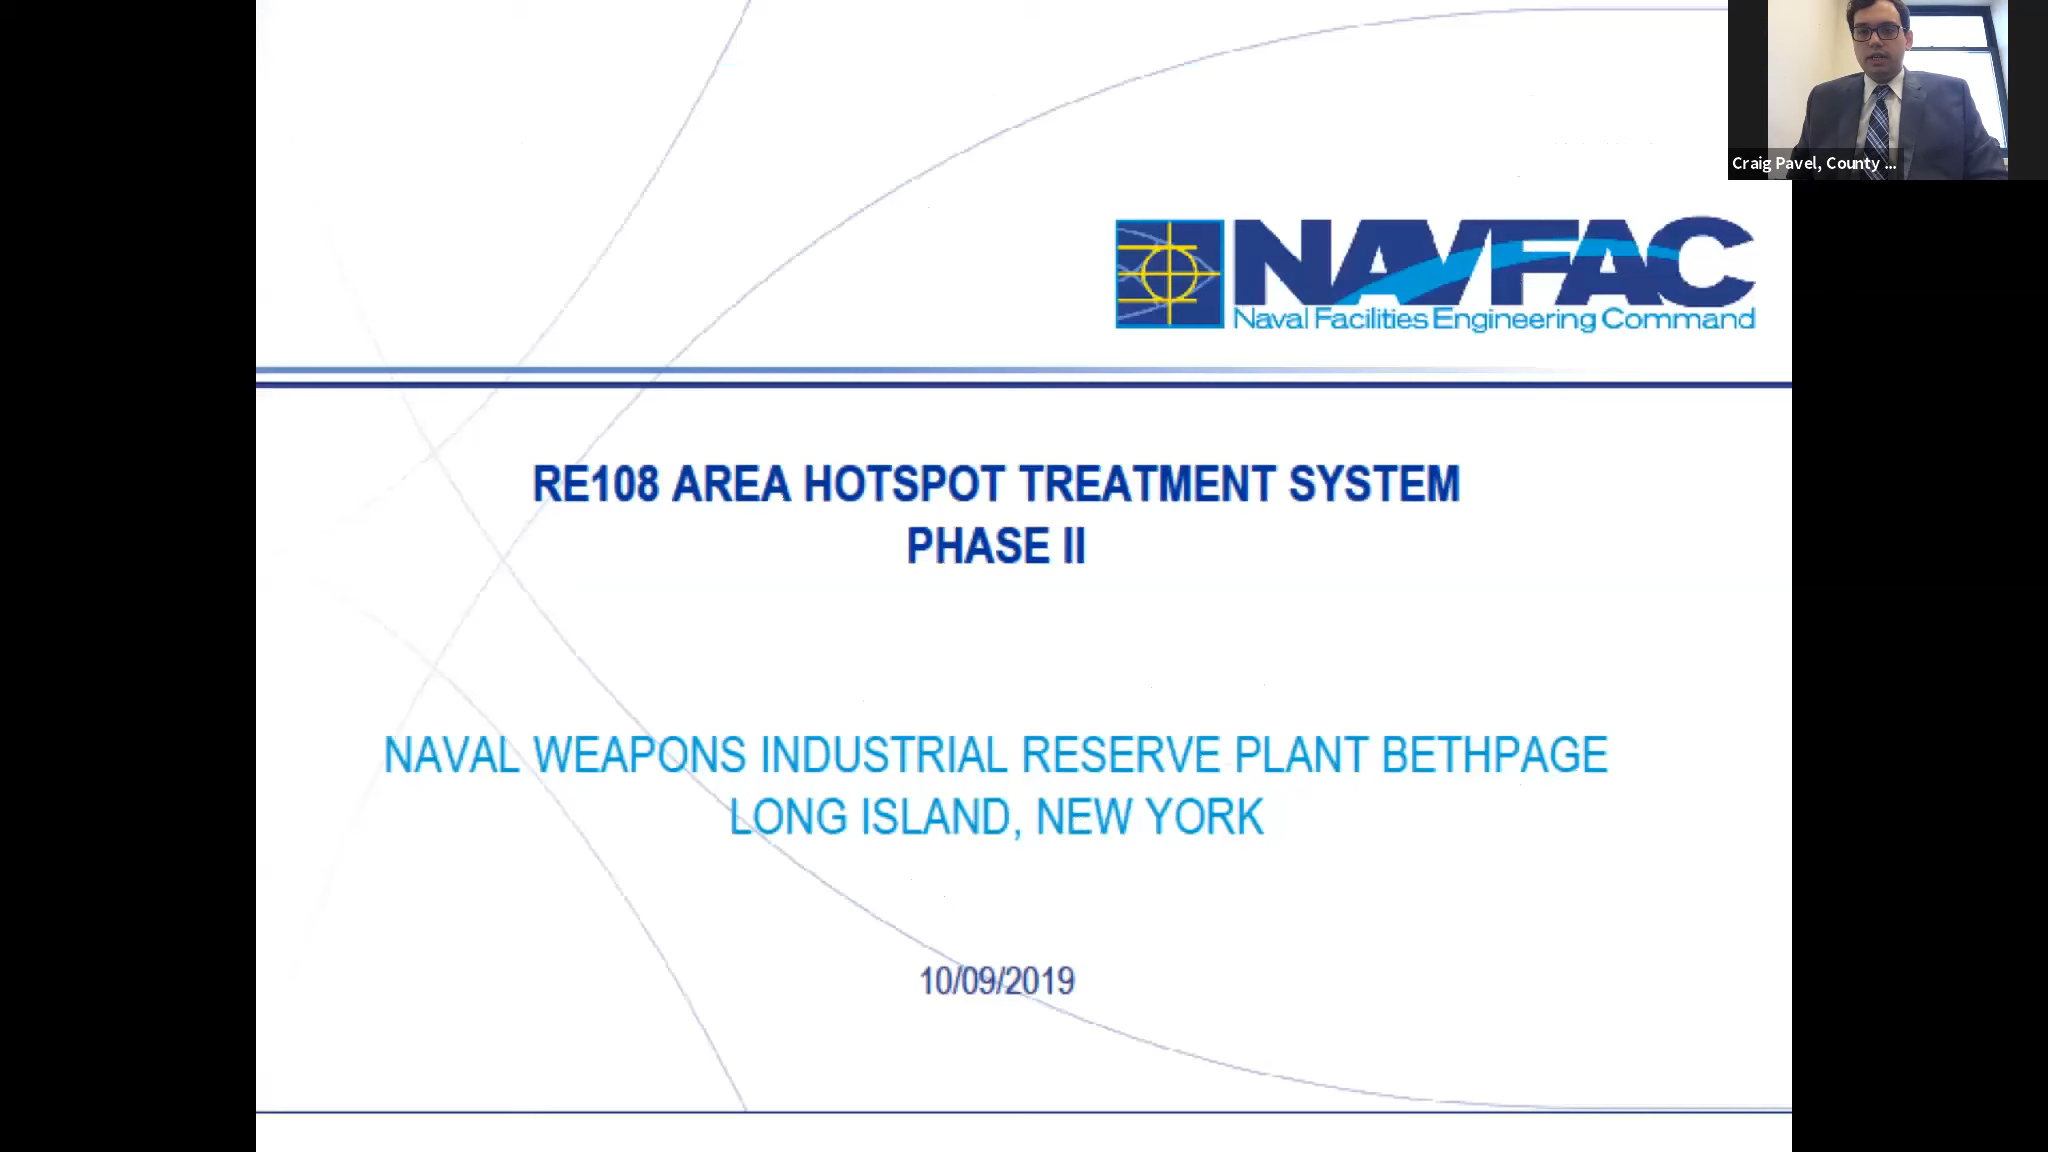 Craig Pavel, County ...
NAVFAC
Naval Facilities Engineering Command
RE108 AREA HOTSPOT TREATMENT SYSTEM
PHASE II
NAVAL WEAPONS INDUSTRIAL RESERVE PLANT BETHPAGE
LONG ISLAND, NEW YORK
10/09/2019